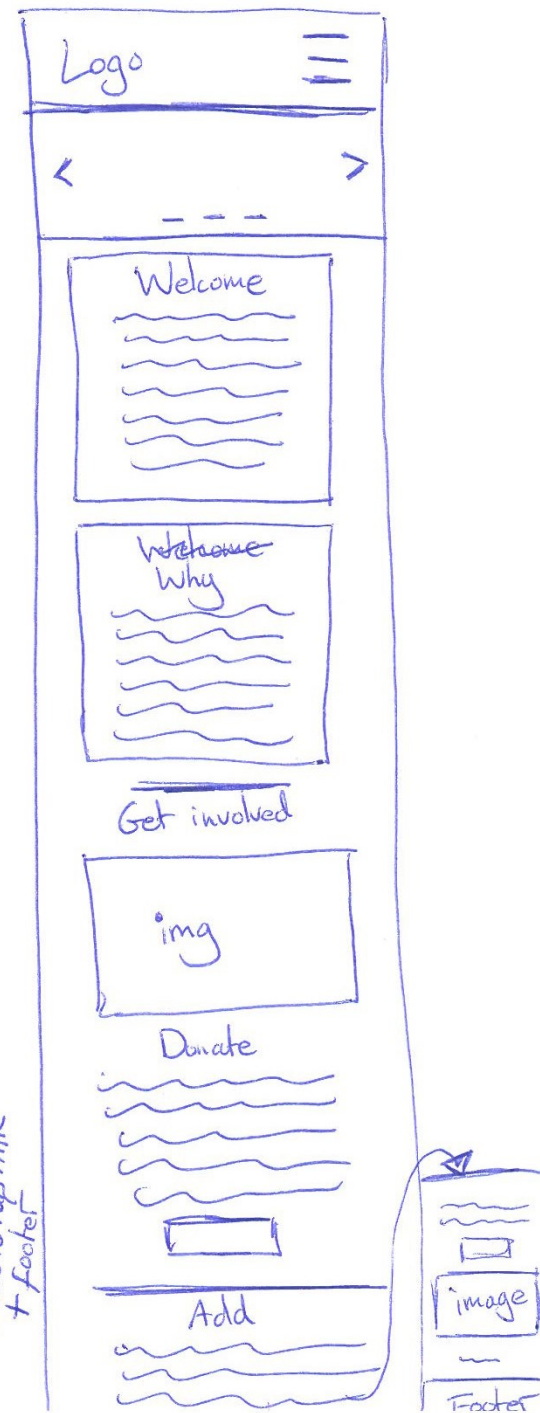 Logo
Welcome
Welcome
Why
Get involved
img
Donate
Add
+ footer
image
Footer